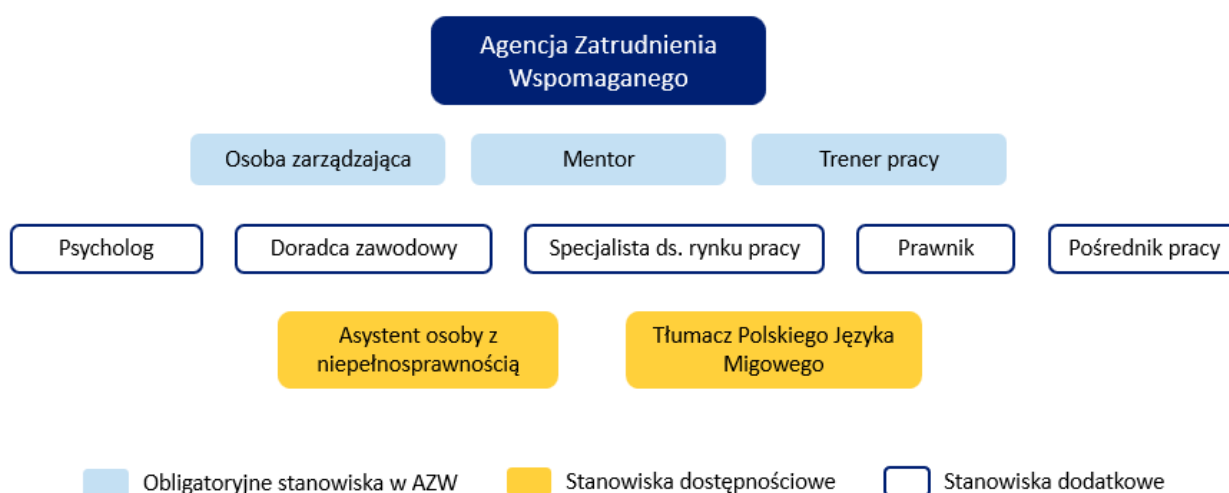 Agencja Zatrudnienia
Wspomaganego
Osoba zarządzająca
Mentor
Trener pracy
Psycholog
Doradca zawodowy
Specjalista ds. rynku pracy
Prawnik
Pośrednik pracy
Asystent osoby z
niepełnosprawnością
Tłumacz Polskiego Języka
Migowego
Obligatoryjne stanowiska w AZW
Stanowiska dostępnościowe
Stanowiska dodatkowe